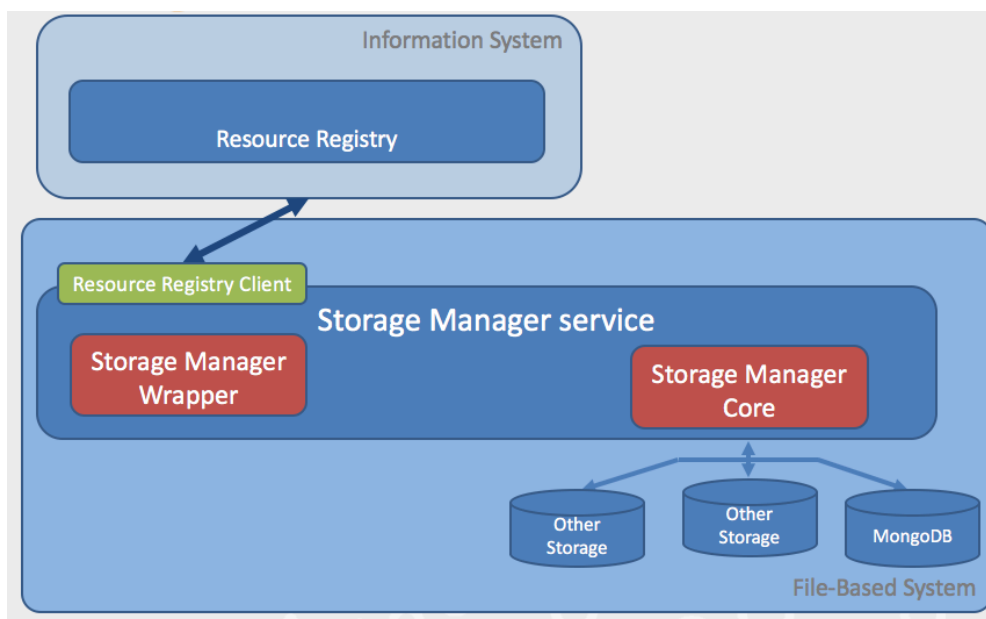 Information System
Resource Registry
Resource Registry Client
Storage Manager service
Storage Manager
Wrapper
Storage Manager
Core
Other
Storage
Other
Storage
MongoDB
File-Based System